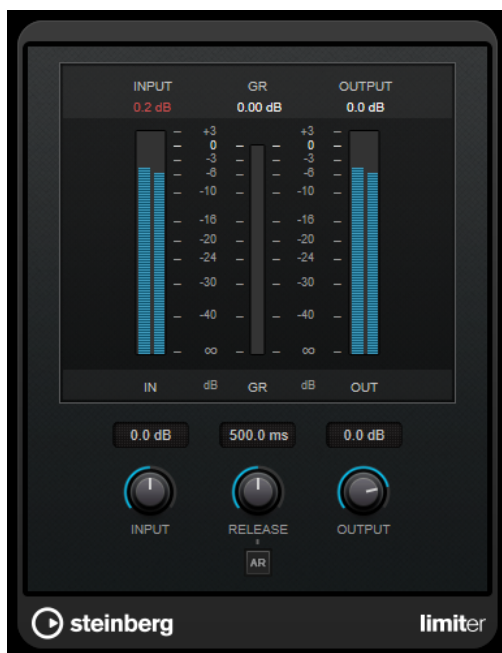 INPUT GR OUTPUT
0.2 dB 0.00 dB 0.0 dB
+3 +3
0 0
-3 -3
-6 -6
-10 -10
-16 -16
-20 -20
-24 -24
-30 -30
-40 -40
∞ ∞
IN dB GR dB OUT
0.0 dB 500.0 ms 0.0 dB
INPUT RELEASE OUTPUT
AR
steinberg limiter